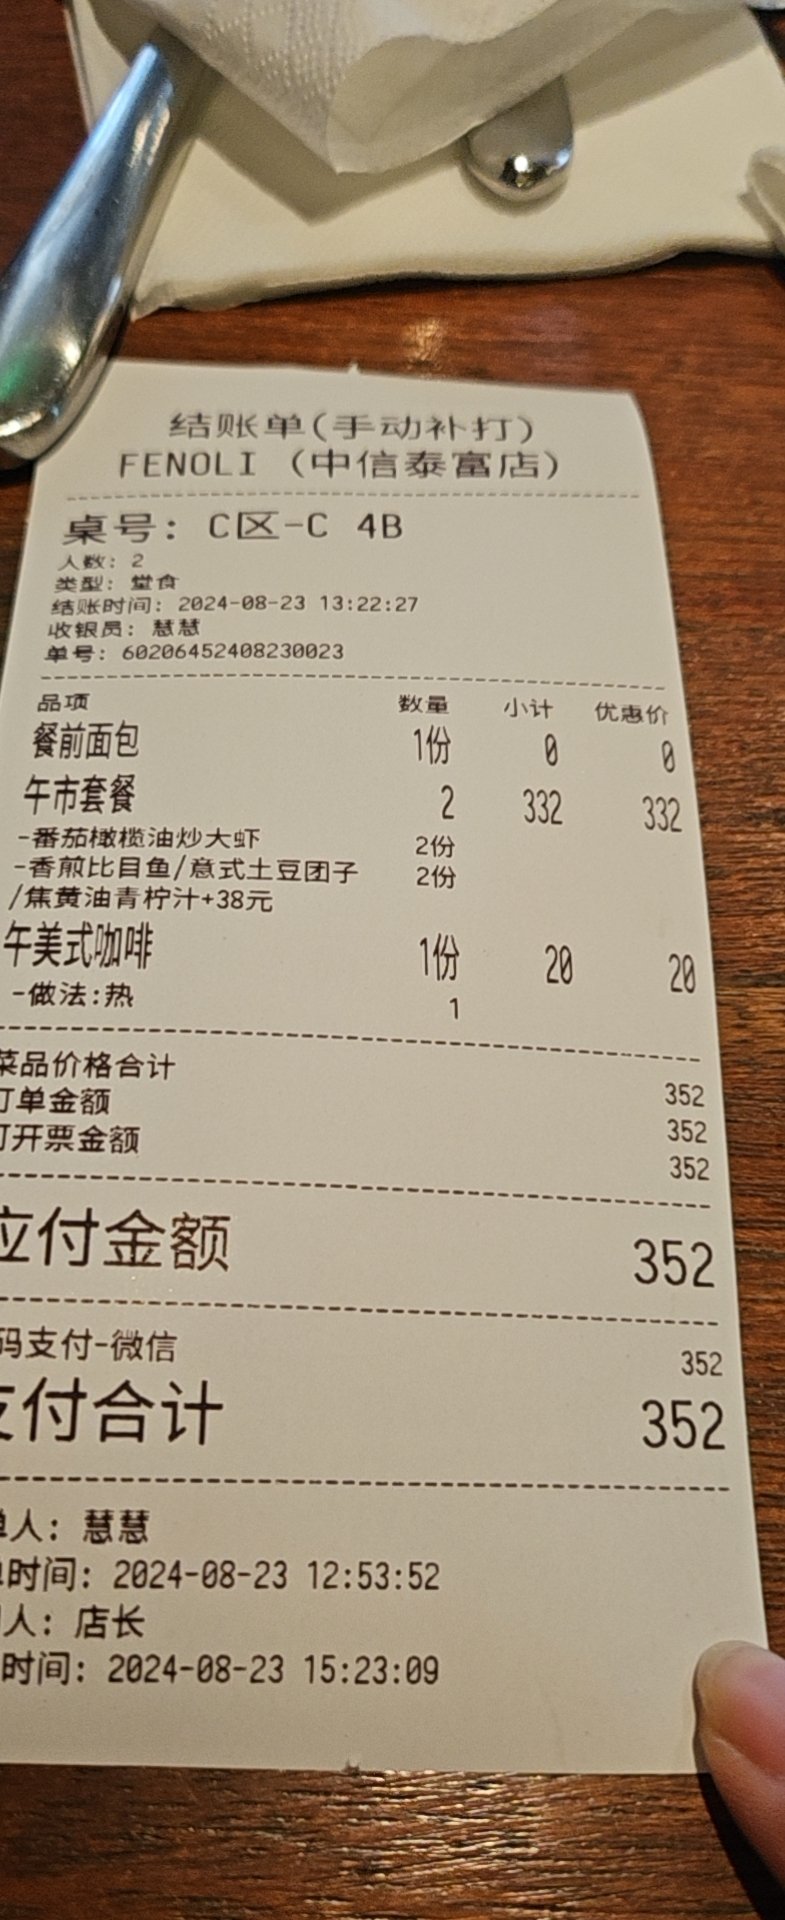 结账单(手动补打)
FENOLI (中信泰富店)
桌号: C区-C 4B
人数: 2
类型: 堂食
结账时间: 2024-08-23 13:22:27
收银员: 慧慧
单号: 60206452408230023
品项 数量 小计 优惠价
餐前面包 1份 0 0
午市套餐 2 332 332
-番茄橄榄油炒大虾 2份
-香煎比目鱼/意式土豆团子 2份
/焦黄油青柠汁+38元
午美式咖啡 1份 20 20
-做法:热 1
菜品价格合计 352
订单金额 352
可开票金额 352
应付金额 352
码支付-微信 352
支付合计 352
单人: 慧慧
单时间: 2024-08-23 12:53:52
人: 店长
时间: 2024-08-23 15:23:09